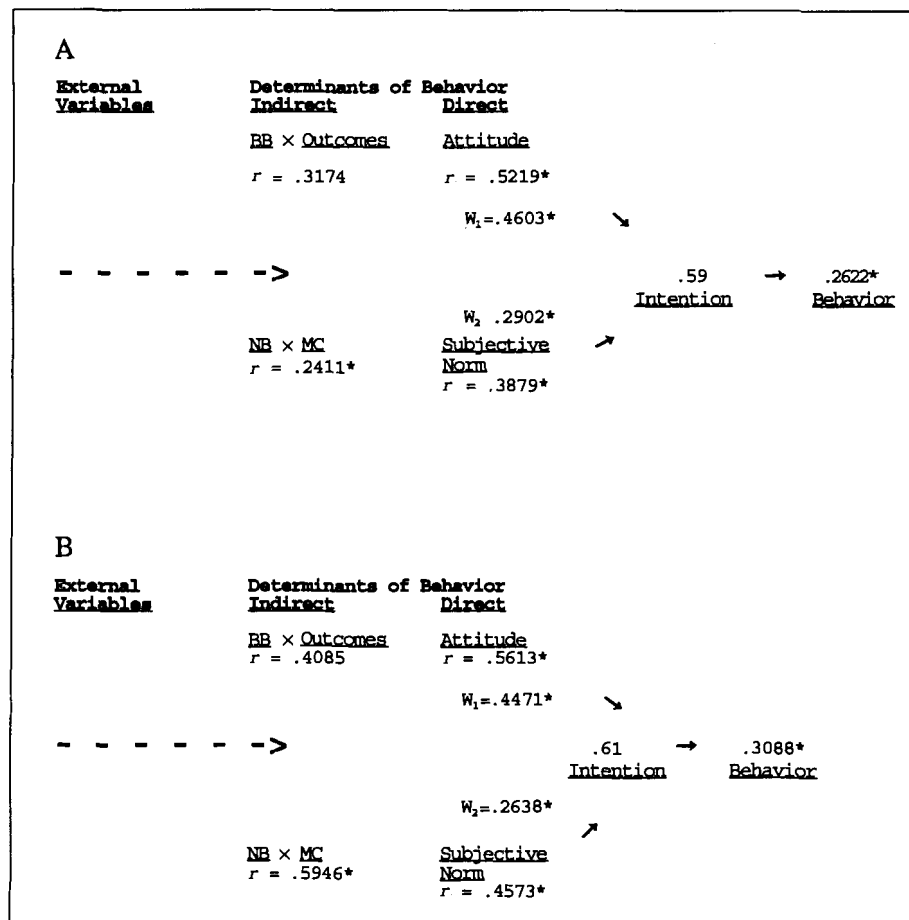 A
External Determinants of Behavior
Variables Indirect Direct
BB × Outcomes Attitude
r = .3174 r = .5219*
W₁=.4603* ↘
- - - - - -> .59 → .2622*
Intention Behavior
W₂ .2902*
NB × MC Subjective ↗
r = .2411* Norm
r = .3879*
B
External Determinants of Behavior
Variables Indirect Direct
BB × Outcomes Attitude
r = .4085 r = .5613*
W₁=.4471* ↘
- - - - - -> .61 → .3088*
Intention Behavior
W₂=.2638*
↗
NB × MC Subjective
r = .5946* Norm
r = .4573*